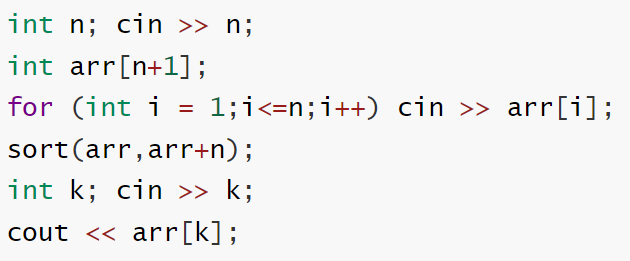 int n; cin >> n;
int arr[n+1];
for (int i = 1;i<=n;i++) cin >> arr[i];
sort(arr,arr+n);
int k; cin >> k;
cout << arr[k];